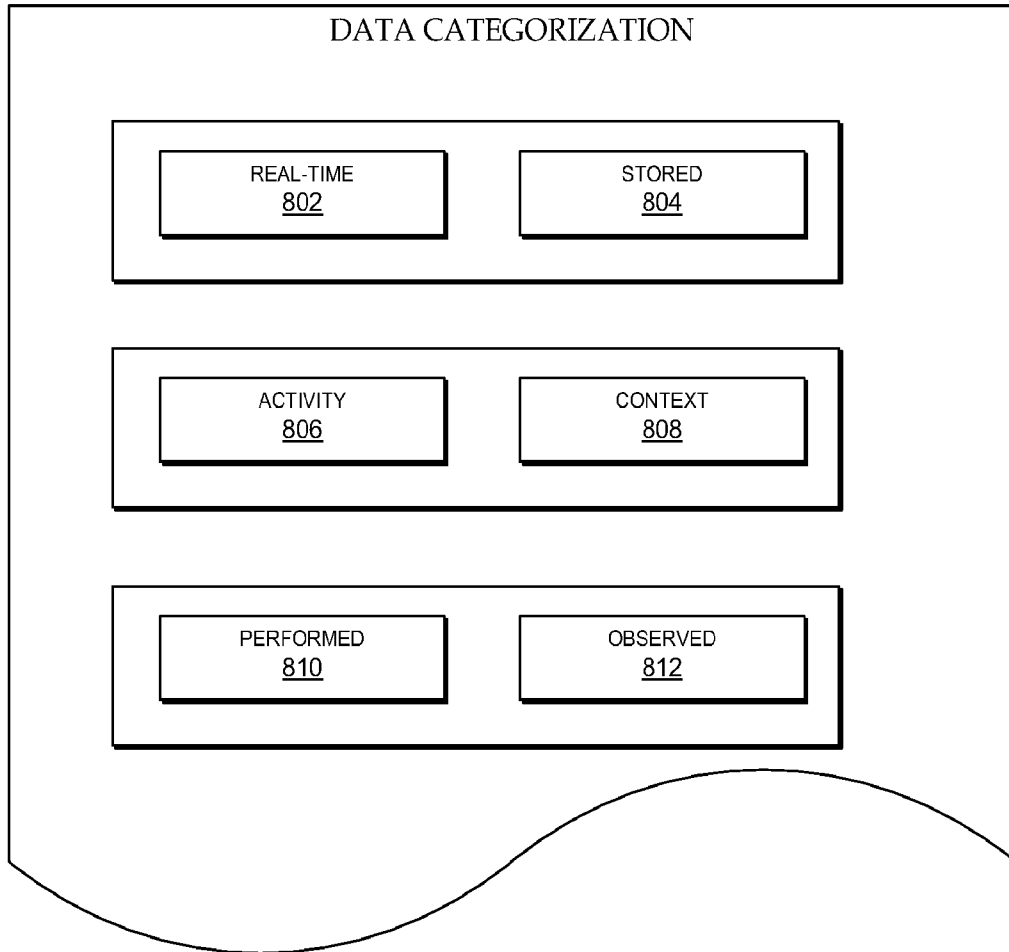 DATA CATEGORIZATION
REAL-TIME
802
STORED
804
ACTIVITY
806
CONTEXT
808
PERFORMED
810
OBSERVED
812